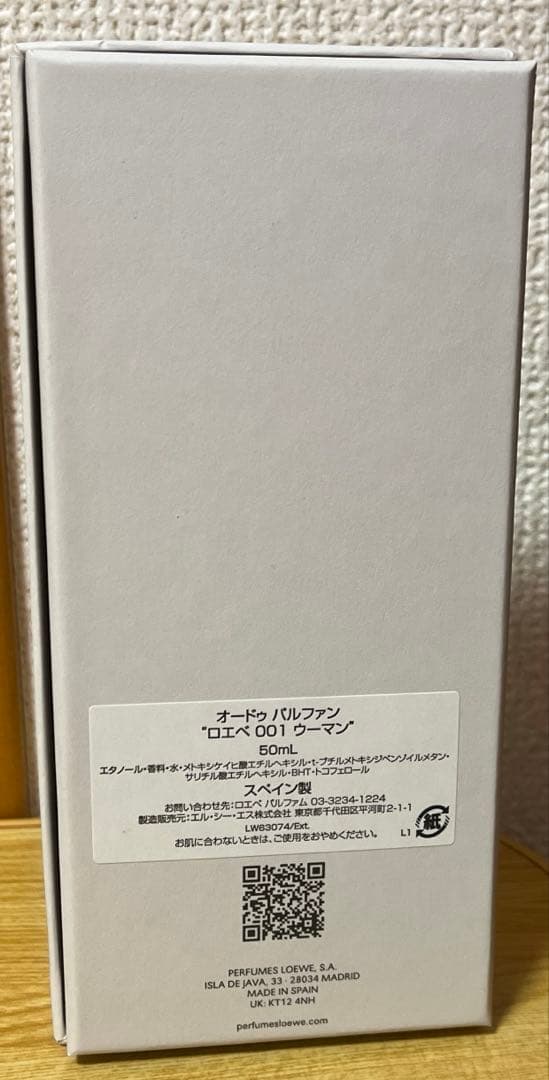 オードゥ パルファン
“ロエベ 001 ウーマン”
50mL
エタノール・香料・水・メトキシケイヒ酸エチルヘキシル・t-ブチルメトキシジベンゾイルメタン・
サリチル酸エチルヘキシル・BHT・トコフェロール
スペイン製
お問い合わせ先：ロエベ パルファム 03-3234-1224
製造販売元：エル・シー・エス株式会社 東京都千代田区平河町2-1-1
LW63074/Ext.
お肌に合わないときは、ご使用をおやめください。
L1
紙
PERFUMES LOEWE, S.A.
ISLA DE JAVA, 33 · 28034 MADRID
MADE IN SPAIN
UK: KT12 4NH
perfumesloewe.com